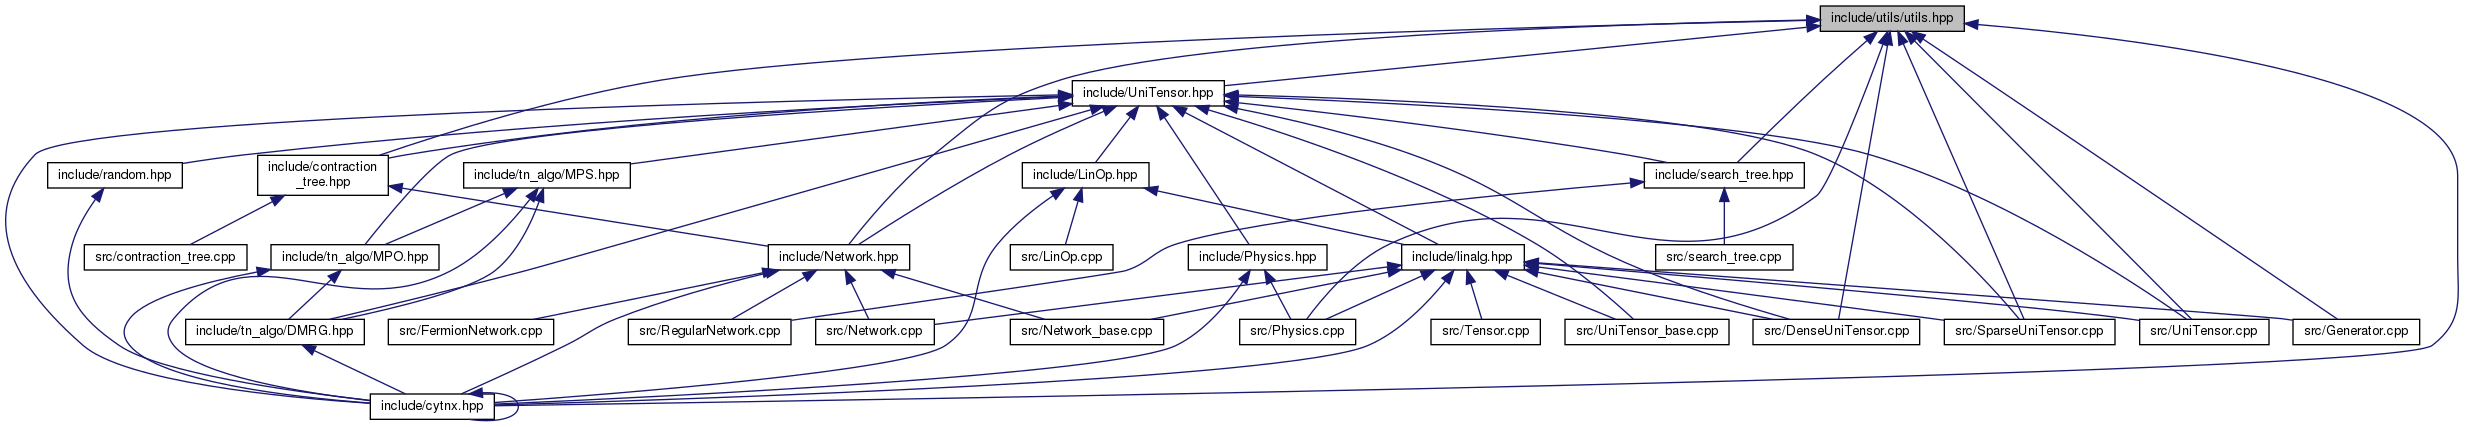 include/utils/utils.hpp
include/UniTensor.hpp
include/random.hpp
include/contraction
_tree.hpp
include/tn_algo/MPS.hpp
include/LinOp.hpp
include/search_tree.hpp
src/contraction_tree.cpp
include/tn_algo/MPO.hpp
include/Network.hpp
src/LinOp.cpp
include/Physics.hpp
include/linalg.hpp
src/search_tree.cpp
include/tn_algo/DMRG.hpp
src/FermionNetwork.cpp
src/RegularNetwork.cpp
src/Network.cpp
src/Network_base.cpp
src/Physics.cpp
src/Tensor.cpp
src/UniTensor_base.cpp
src/DenseUniTensor.cpp
src/SparseUniTensor.cpp
src/UniTensor.cpp
src/Generator.cpp
include/cytnx.hpp